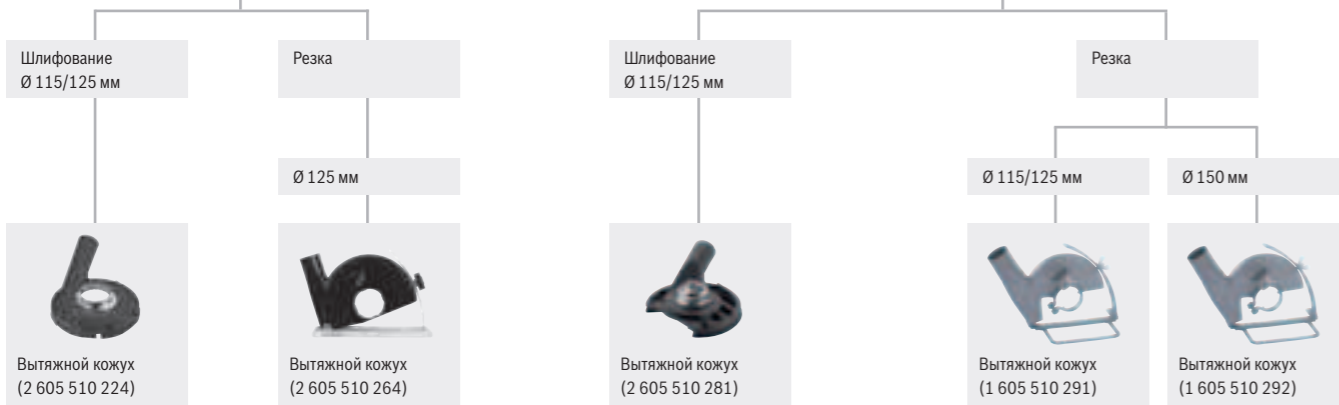 Шлифование
Ø 115/125 мм
Резка
Шлифование
Ø 115/125 мм
Резка
Ø 125 мм
Ø 115/125 мм
Ø 150 мм
Вытяжной кожух
(2 605 510 224)
Вытяжной кожух
(2 605 510 264)
Вытяжной кожух
(2 605 510 281)
Вытяжной кожух
(1 605 510 291)
Вытяжной кожух
(1 605 510 292)